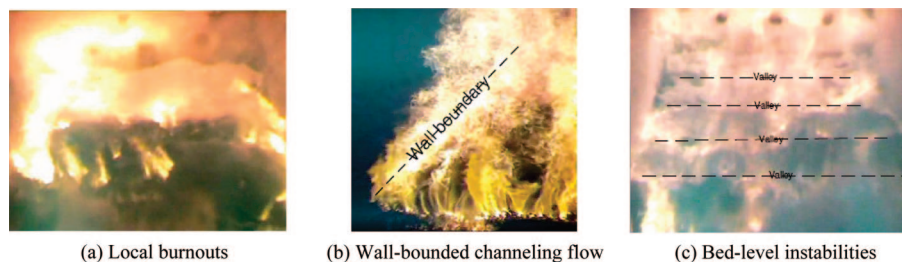 Wall-boundary
Valley
Valley
Valley
Valley
(a) Local burnouts
(b) Wall-bounded channeling flow
(c) Bed-level instabilities